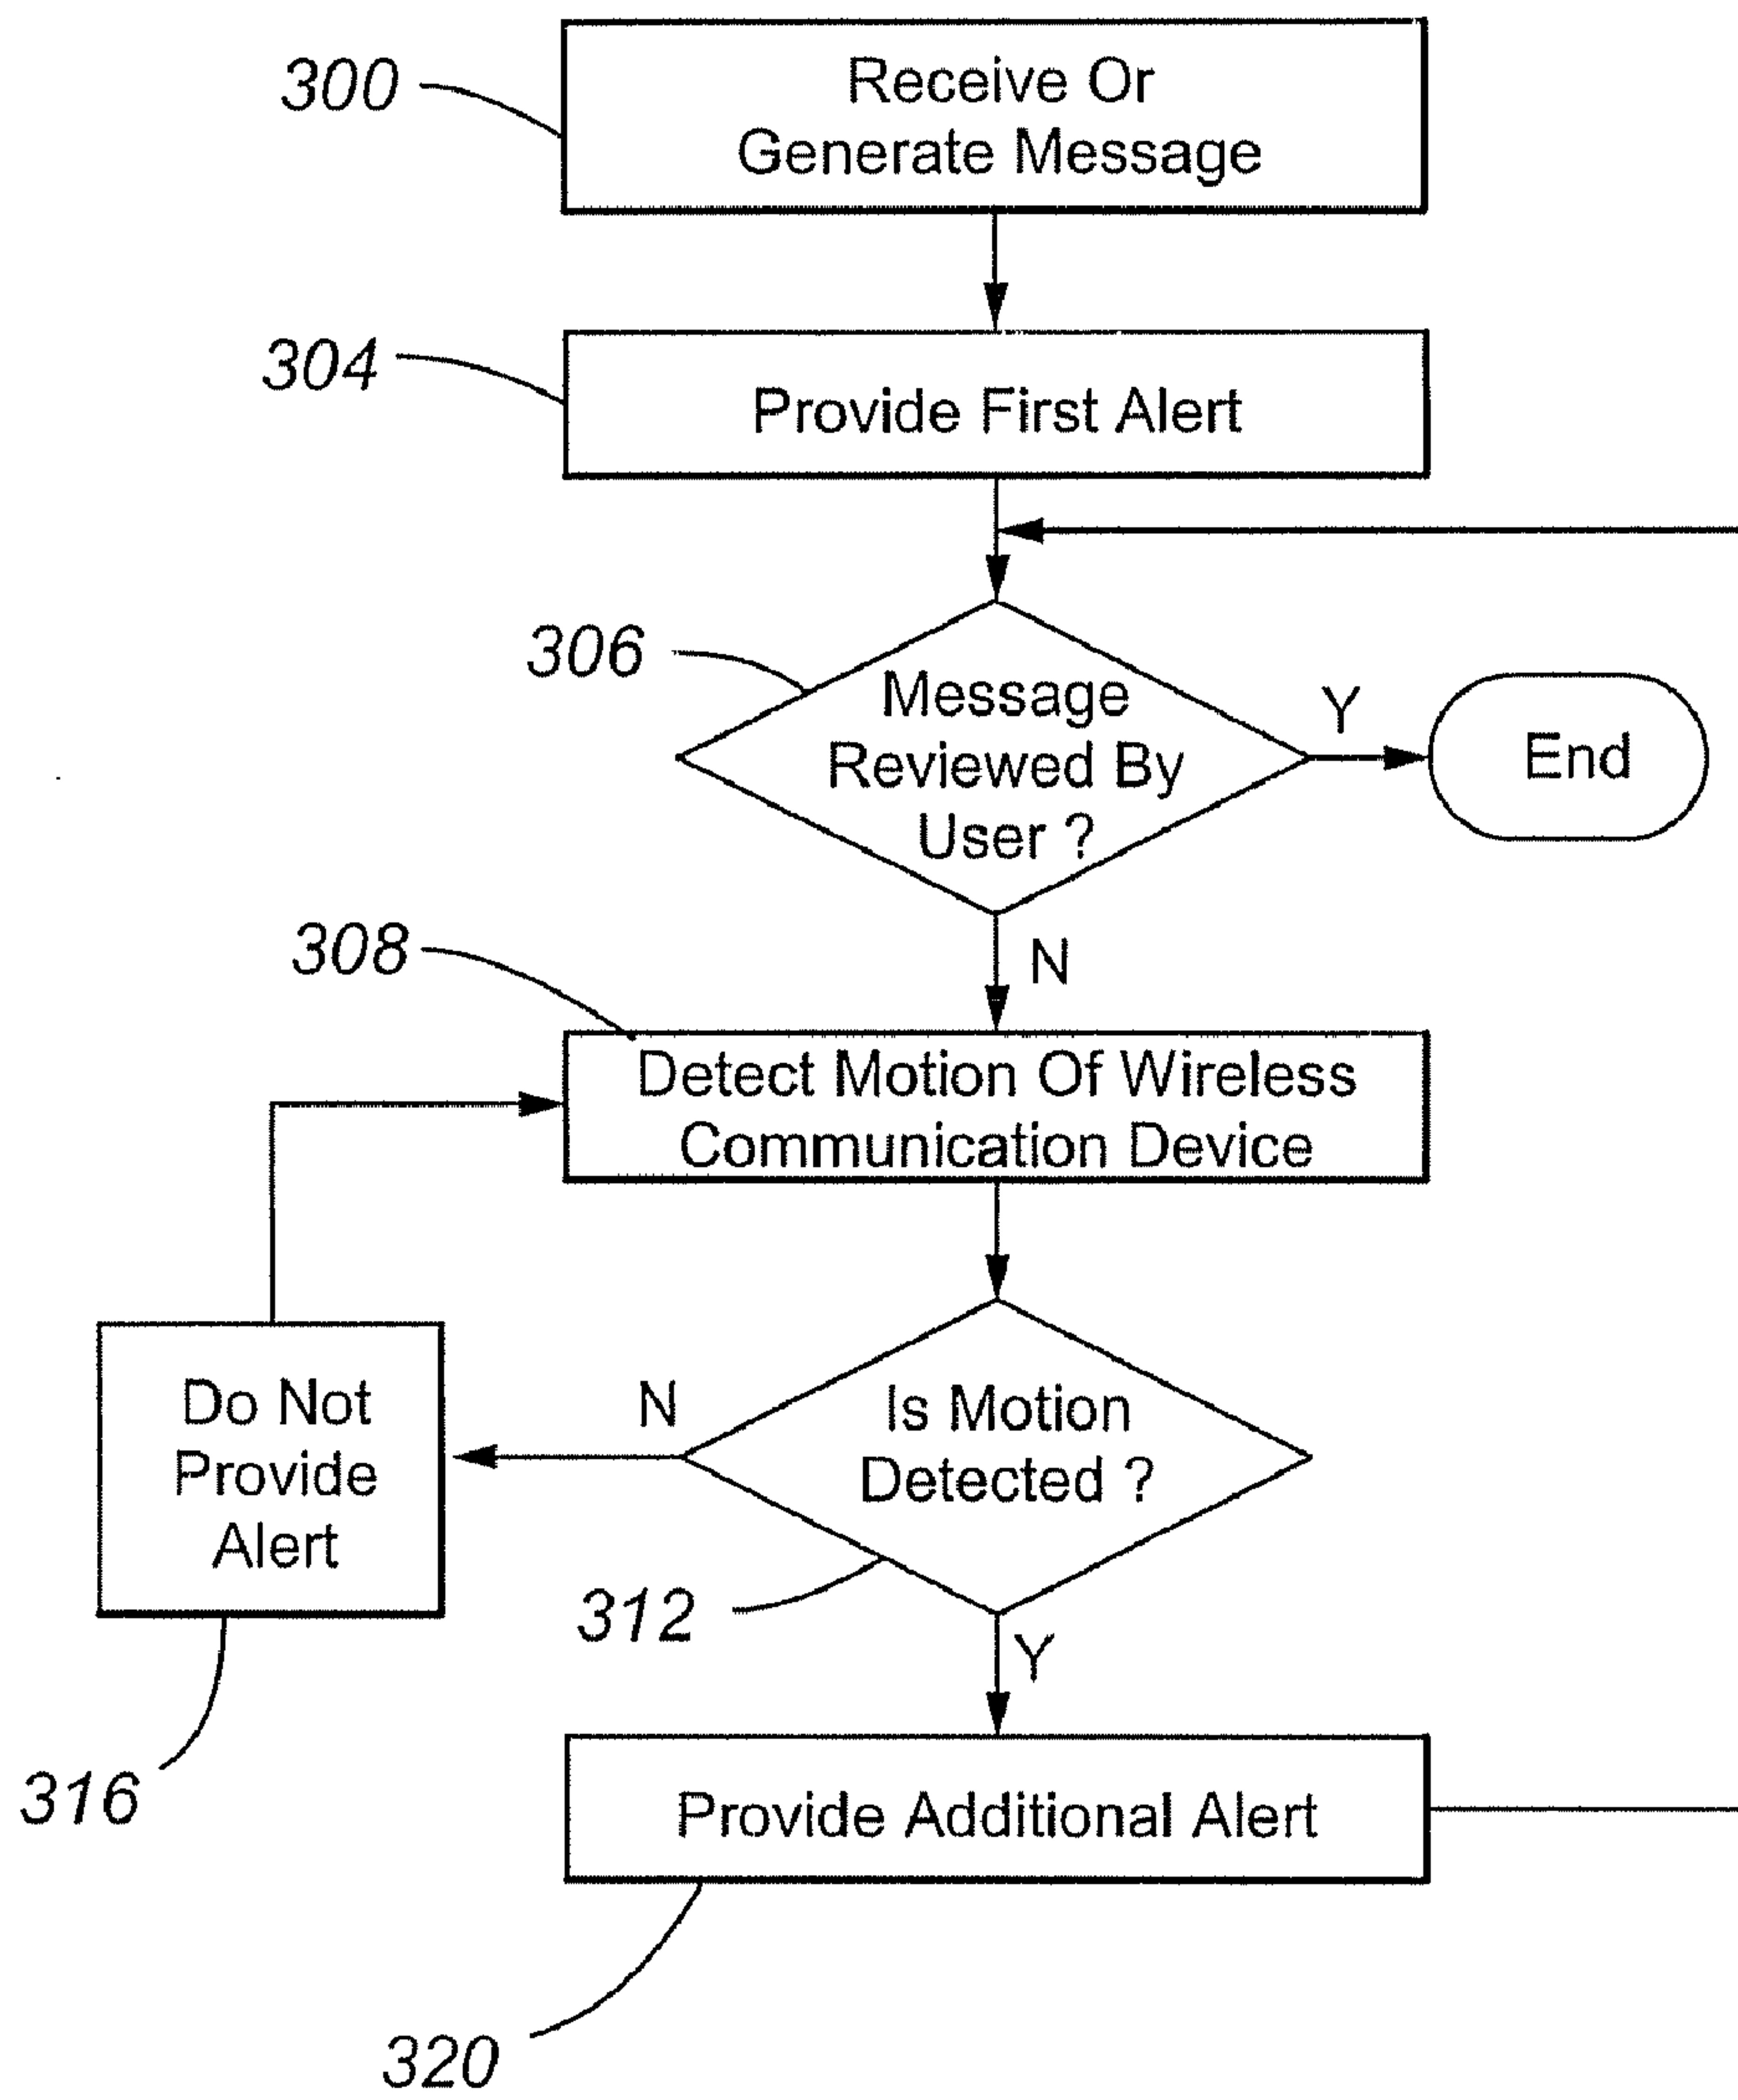 300
Receive Or
Generate Message
304
Provide First Alert
306
Message
Reviewed By
User ?
Y
End
N
308
Detect Motion Of Wireless
Communication Device
Do Not
Provide
Alert
N
Is Motion
Detected ?
312
Y
316
Provide Additional Alert
320